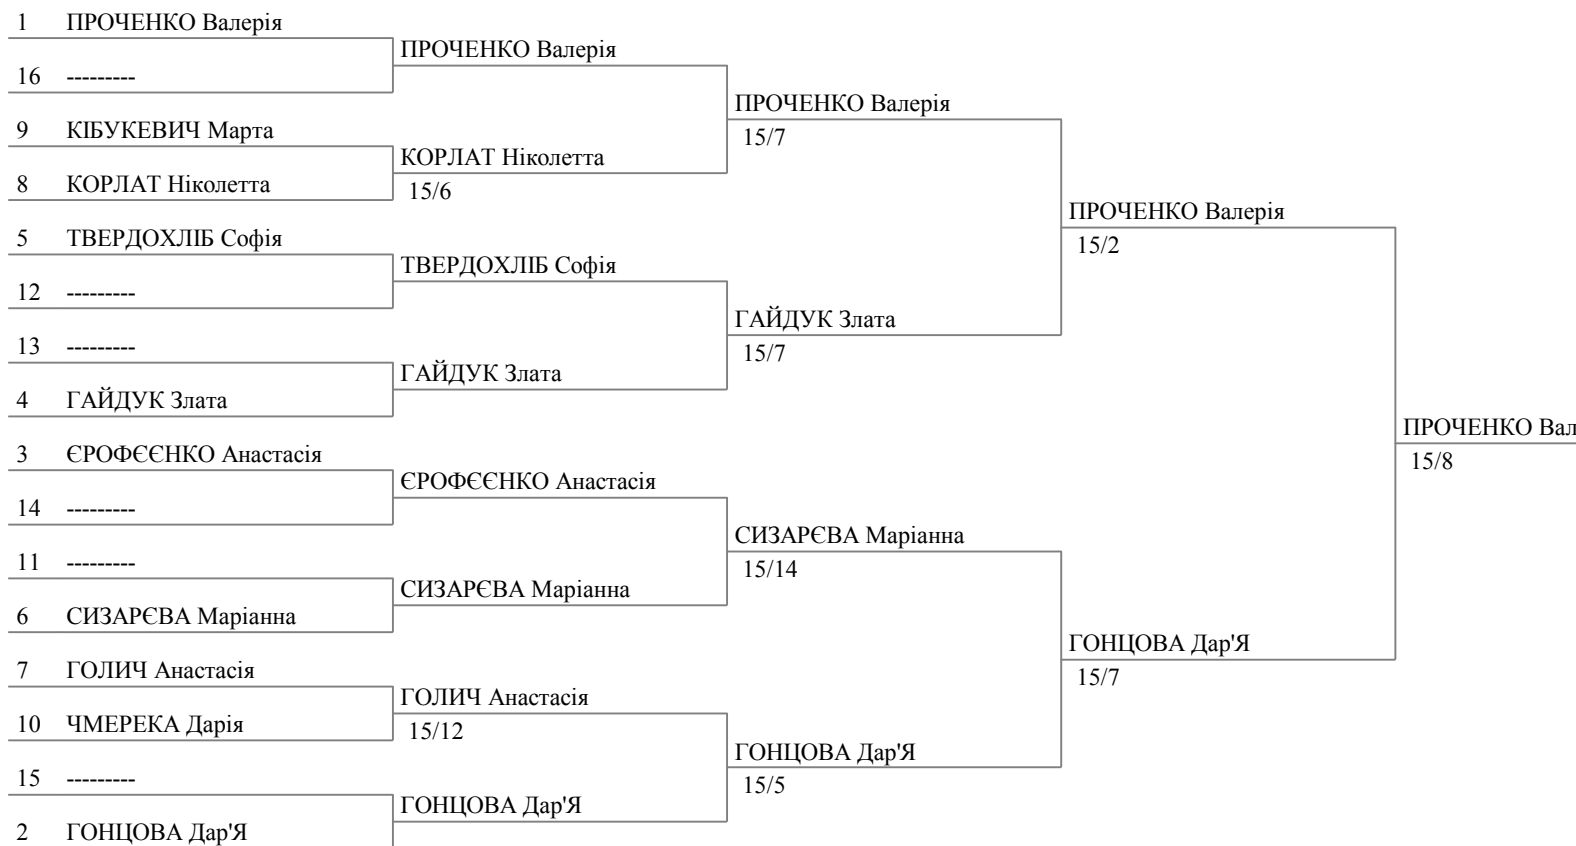 1 ПРОЧЕНКО Валерія
16 ---------
9 КІБУКЕВИЧ Марта
8 КОРЛАТ Ніколетта
5 ТВЕРДОХЛІБ Софія
12 ---------
13 ---------
4 ГАЙДУК Злата
3 ЄРОФЄЄНКО Анастасія
14 ---------
11 ---------
6 СИЗАРЄВА Маріанна
7 ГОЛИЧ Анастасія
10 ЧМЕРЕКА Дарія
15 ---------
2 ГОНЦОВА Дар'Я
ПРОЧЕНКО Валерія
КОРЛАТ Ніколетта
15/6
ТВЕРДОХЛІБ Софія
ГАЙДУК Злата
ЄРОФЄЄНКО Анастасія
СИЗАРЄВА Маріанна
ГОЛИЧ Анастасія
15/12
ГОНЦОВА Дар'Я
ПРОЧЕНКО Валерія
15/7
ГАЙДУК Злата
15/7
СИЗАРЄВА Маріанна
15/14
ГОНЦОВА Дар'Я
15/5
ПРОЧЕНКО Валерія
15/2
ГОНЦОВА Дар'Я
15/7
ПРОЧЕНКО Вал
15/8